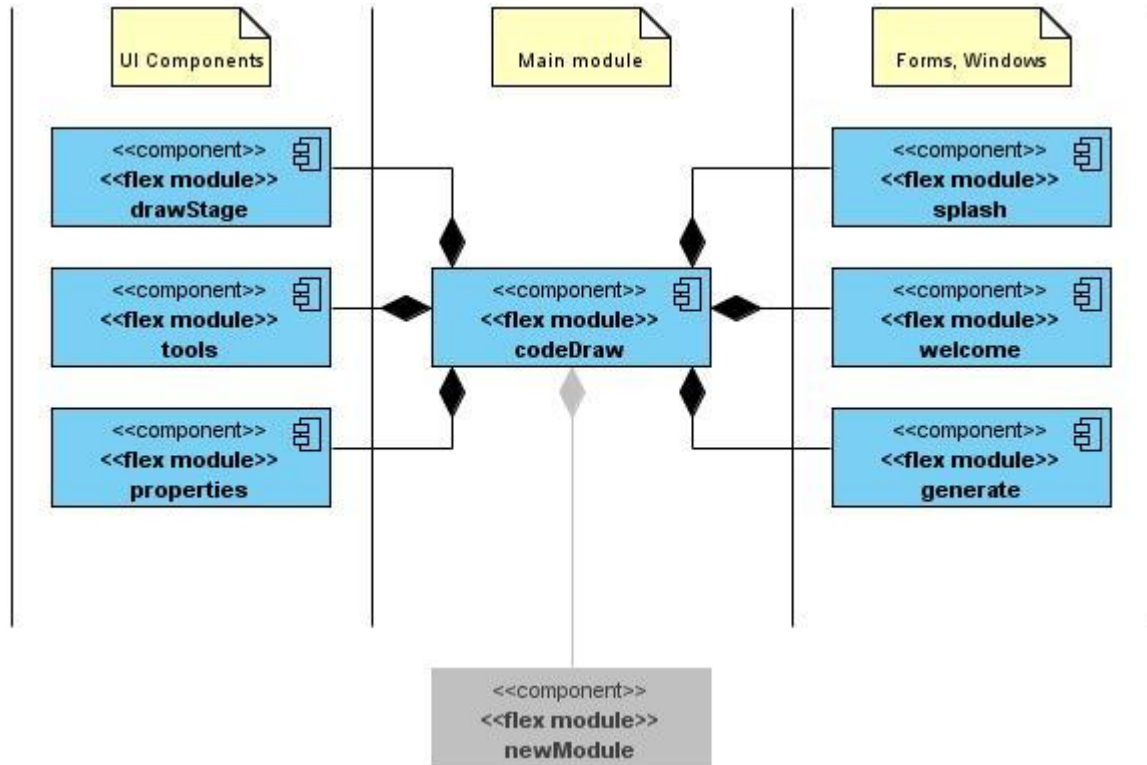 UI Components
Main module
Forms, Windows
<<component>>
<<flex module>>
drawStage
<<component>>
<<flex module>>
splash
<<component>>
<<flex module>>
tools
<<component>>
<<flex module>>
codeDraw
<<component>>
<<flex module>>
welcome
<<component>>
<<flex module>>
properties
<<component>>
<<flex module>>
generate
<<component>>
<<flex module>>
newModule